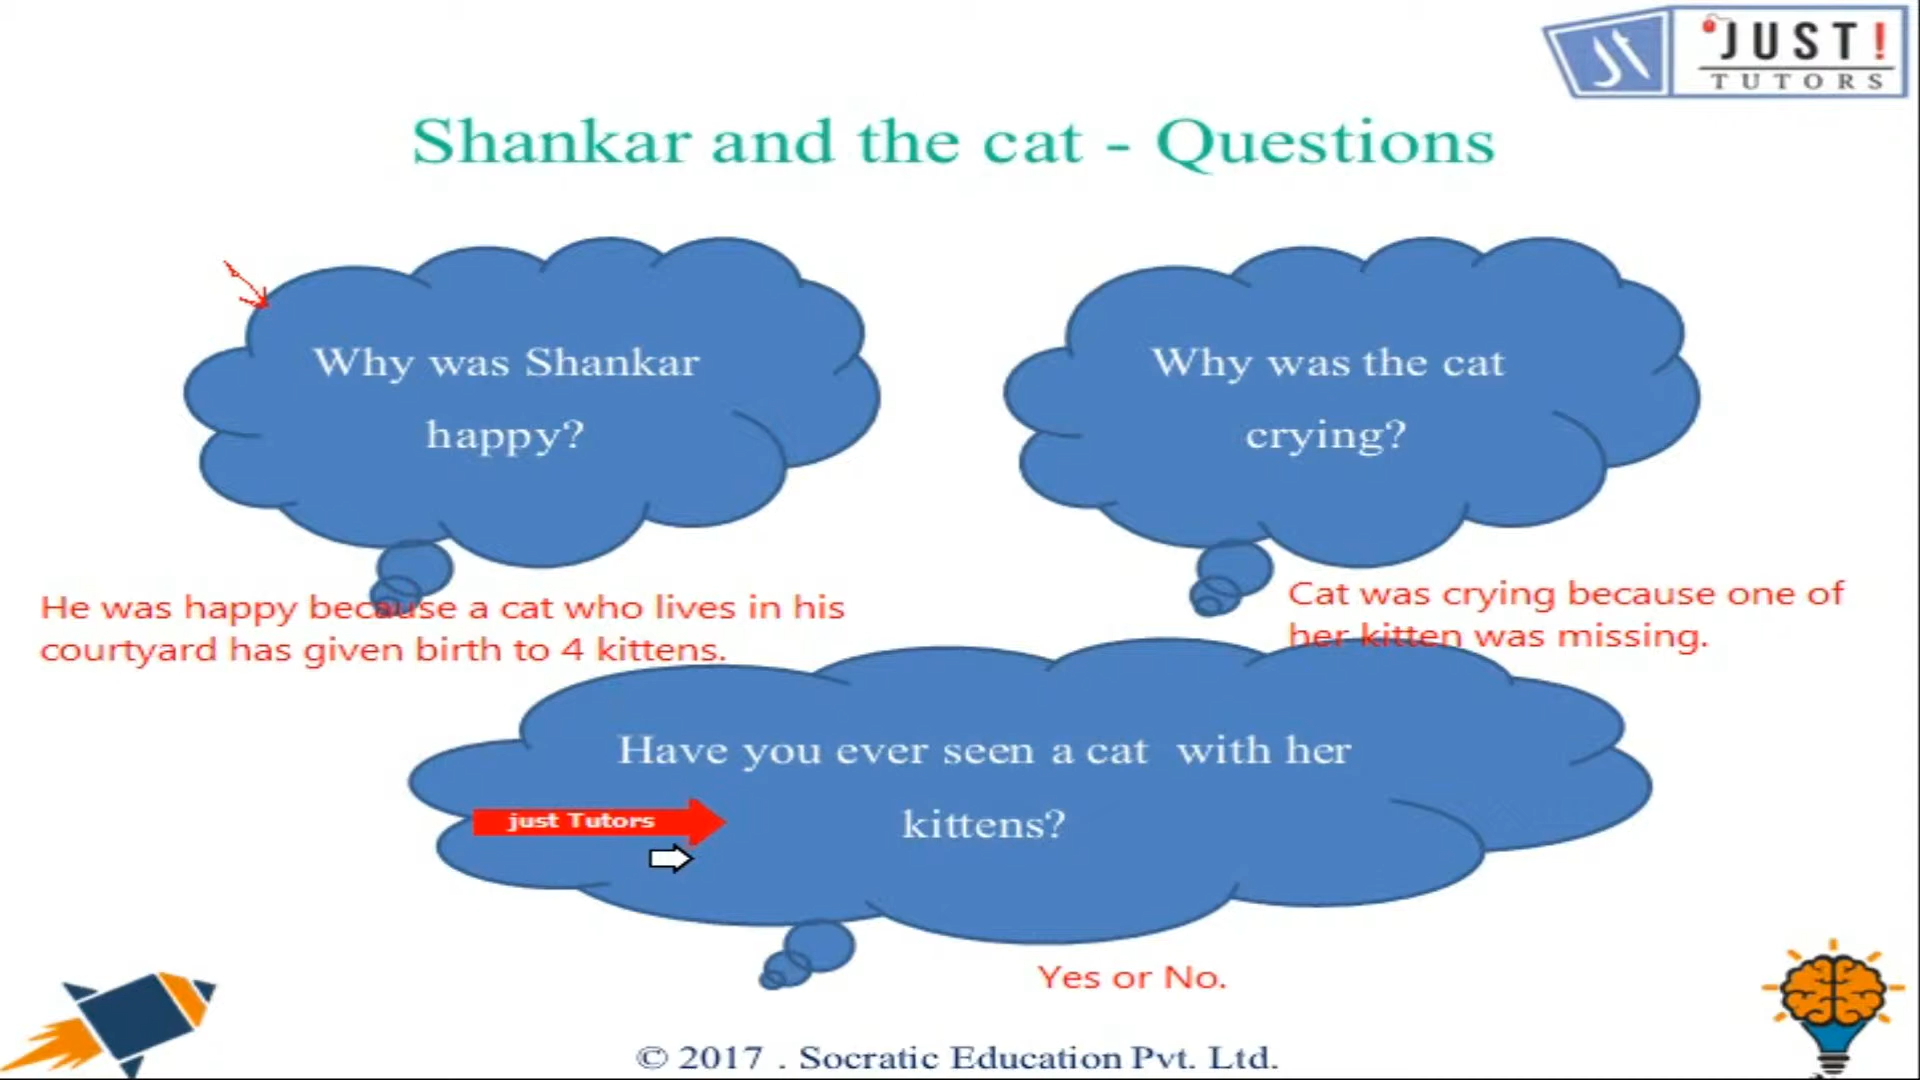 JUST!
TUTORS
Shankar and the cat - Questions
Why was Shankar
happy?
Why was the cat
crying?
He was happy because a cat who lives in his
courtyard has given birth to 4 kittens.
Cat was crying because one of
her kitten was missing.
Have you ever seen a cat with her
kittens?
just Tutors
Yes or No.
© 2017 . Socratic Education Pvt. Ltd.